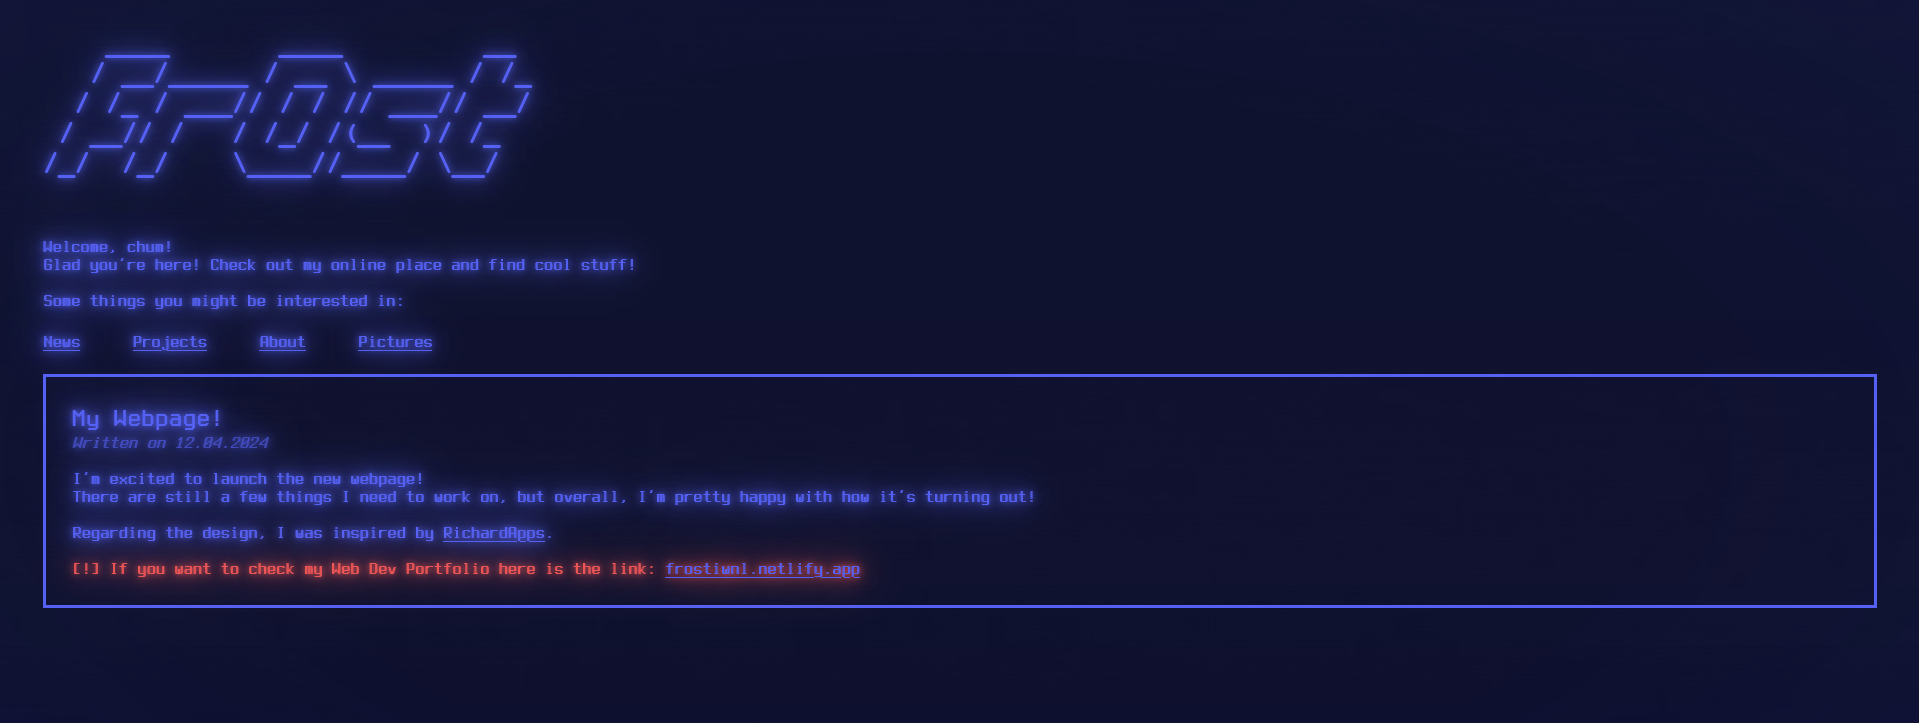 Fr0st
Welcome, chum!
Glad you're here! Check out my online place and find cool stuff!
Some things you might be interested in:
News Projects About Pictures
My Webpage!
Written on 12.04.2024
I'm excited to launch the new webpage!
There are still a few things I need to work on, but overall, I'm pretty happy with how it's turning out!
Regarding the design, I was inspired by RichardApps.
[!] If you want to check my Web Dev Portfolio here is the link: frostiwnl.netlify.app